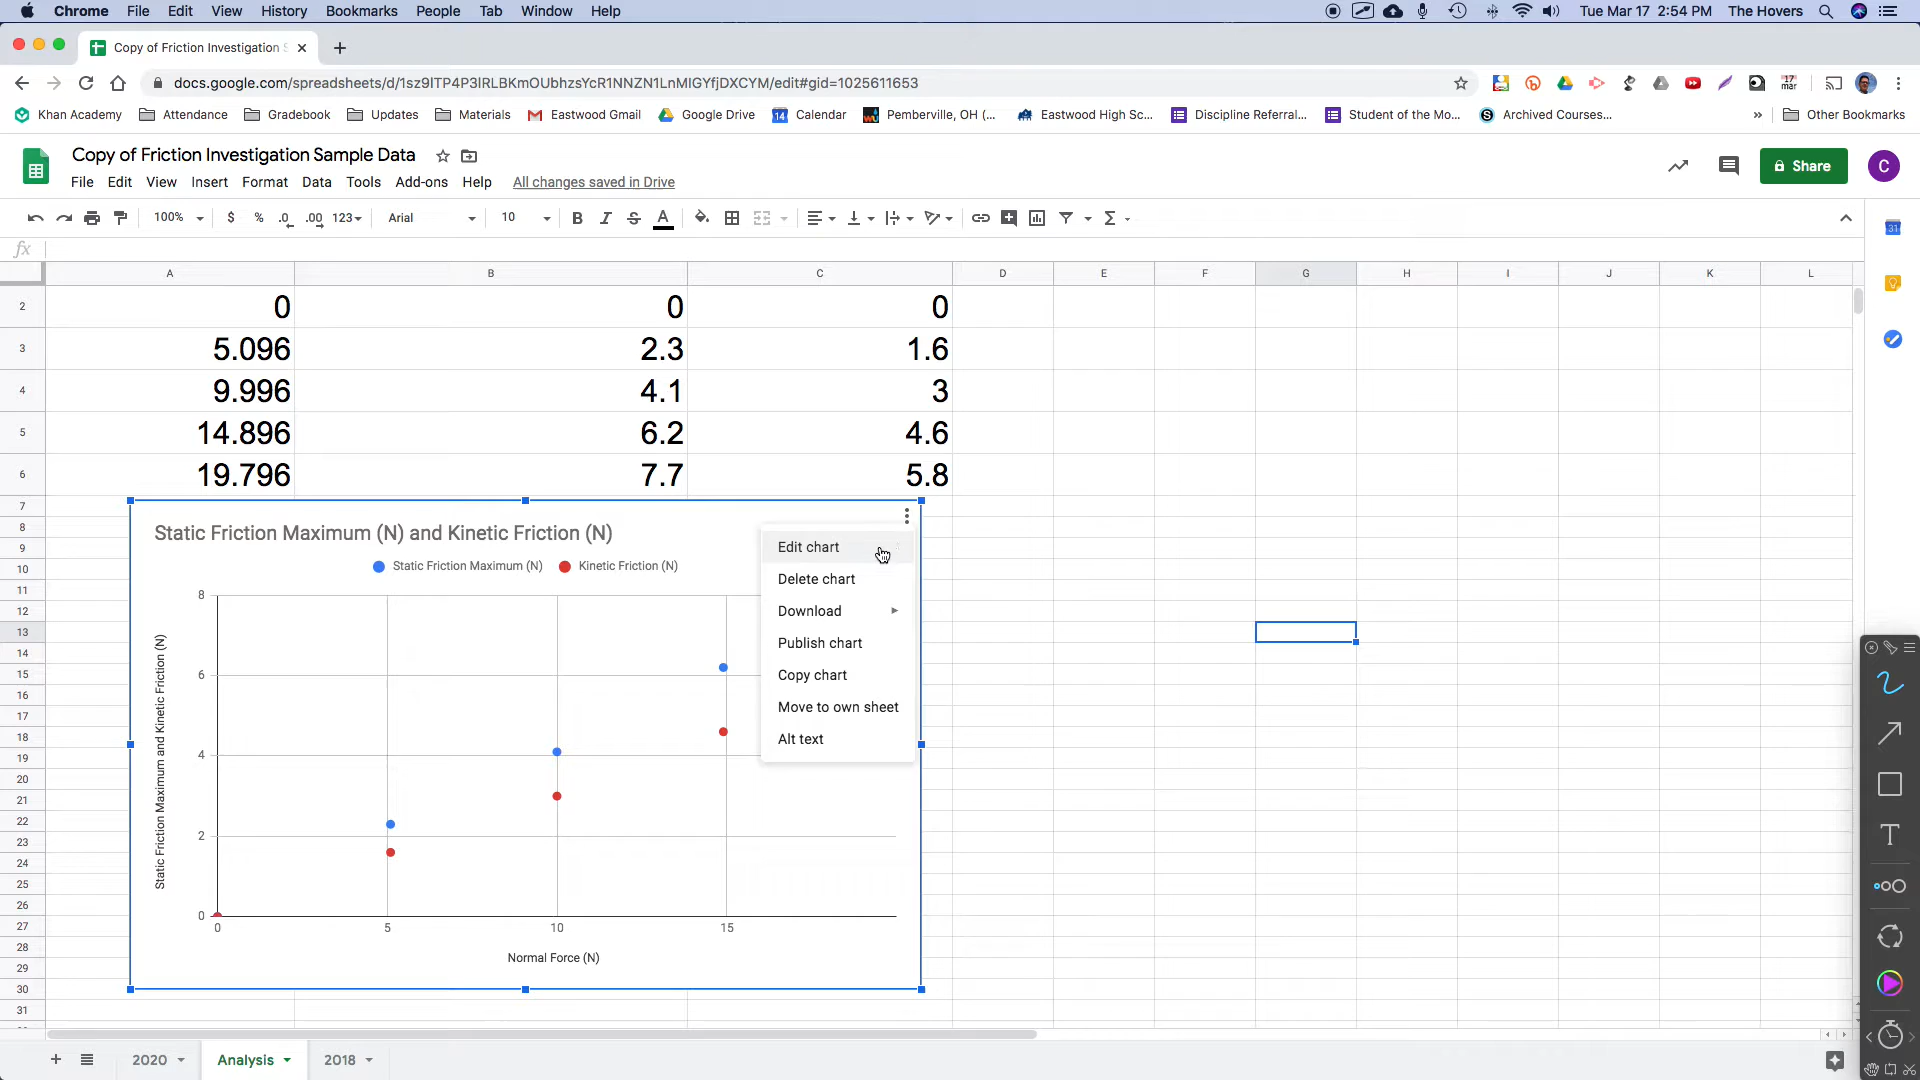 Chrome File Edit View History Bookmarks People Tab Window Help Tue Mar 17 2:54 PM The Hovers
Copy of Friction Investigation S
docs.google.com/spreadsheets/d/1sz9ITP4P3IRLBKmOUbhzsYcR1NNZN1LnMIGYfjDXCYM/edit#gid=1025611653
17
mar
Khan Academy Attendance Gradebook Updates Materials Eastwood Gmail Google Drive 14 Calendar Pemberville, OH (... Eastwood High Sc... Discipline Referral... Student of the Mo... Archived Courses... » Other Bookmarks
Copy of Friction Investigation Sample Data
Share
C
File Edit View Insert Format Data Tools Add-ons Help All changes saved in Drive
100% $ % .0 .00 123 Arial 10 B I S A Σ
fx
31
A B C D E F G H I J K L
2 0 0 0
3 5.096 2.3 1.6
4 9.996 4.1 3
5 14.896 6.2 4.6
6 19.796 7.7 5.8
7
8
9
10
11
12
13
14
15
16
17
18
19
20
21
22
23
24
25
26
27
28
29
30
31
Static Friction Maximum (N) and Kinetic Friction (N)
Static Friction Maximum (N) Kinetic Friction (N)
Static Friction Maximum and Kinetic Friction (N)
8
6
4
2
0
0 5 10 15
Normal Force (N)
Edit chart
Delete chart
Download
Publish chart
Copy chart
Move to own sheet
Alt text
T
+ 2020 Analysis 2018